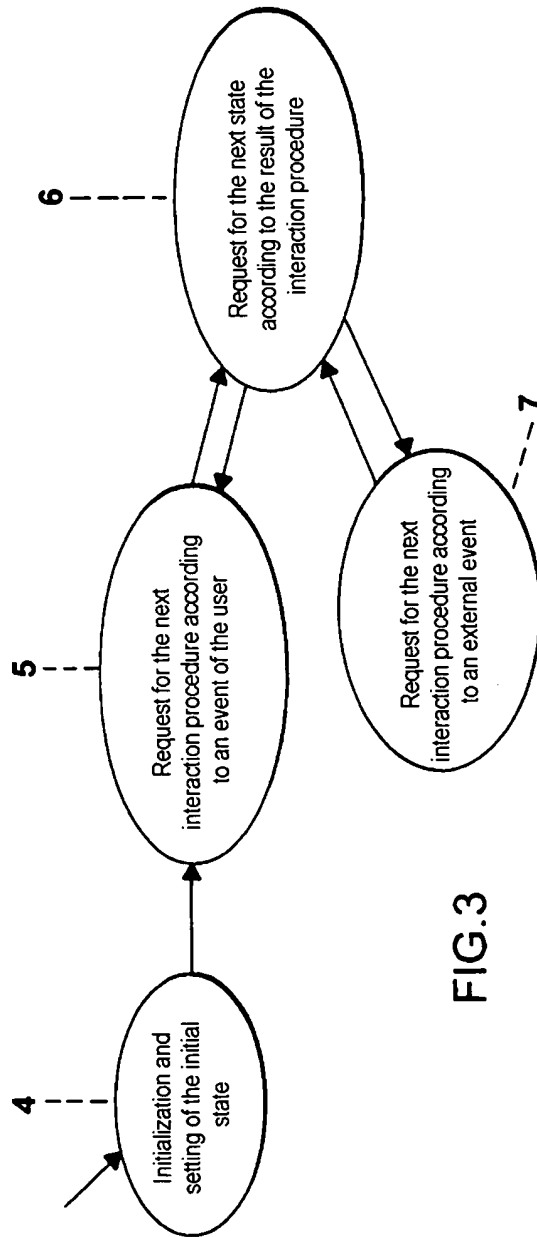 4
Initialization and
setting of the initial
state
5
Request for the next
interaction procedure according
to an event of the user
6
Request for the next state
according to the result of the
interaction procedure
7
Request for the next
interaction procedure according
to an external event
FIG.3